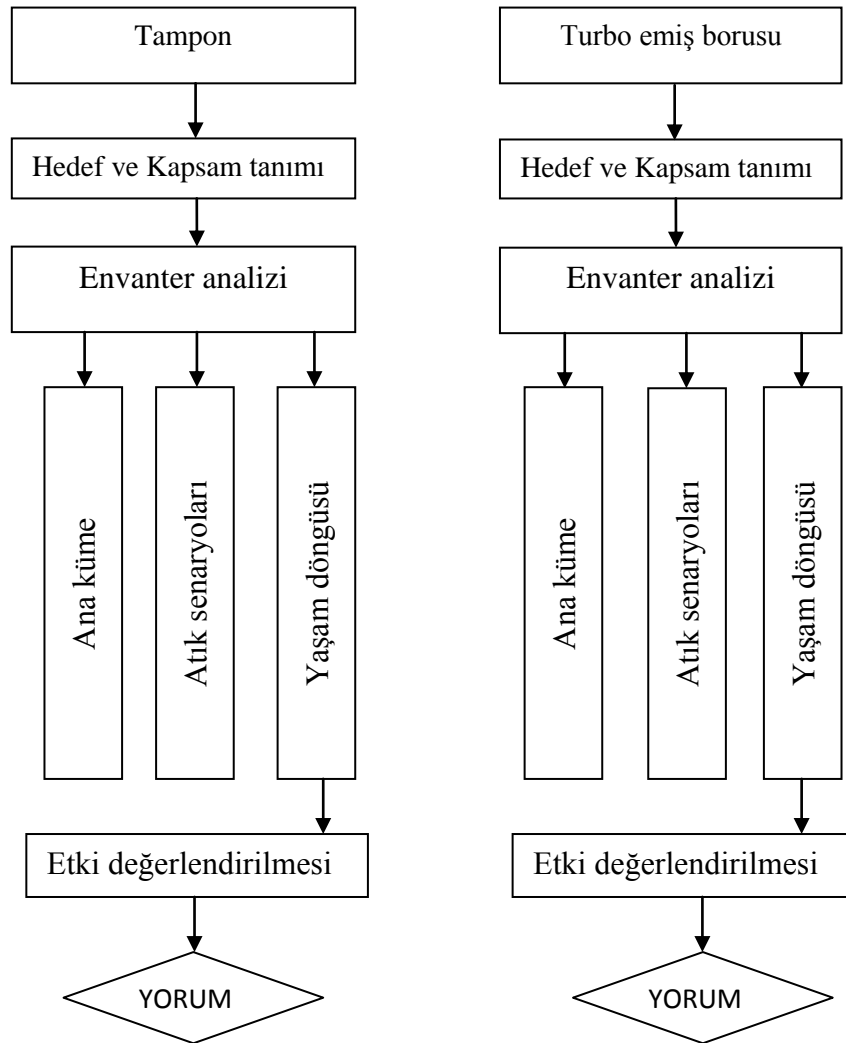 Tampon
Hedef ve Kapsam tanımı
Envanter analizi
Ana küme
Atık senaryoları
Yaşam döngüsü
Etki değerlendirilmesi
YORUM
Turbo emiş borusu
Hedef ve Kapsam tanımı
Envanter analizi
Ana küme
Atık senaryoları
Yaşam döngüsü
Etki değerlendirilmesi
YORUM